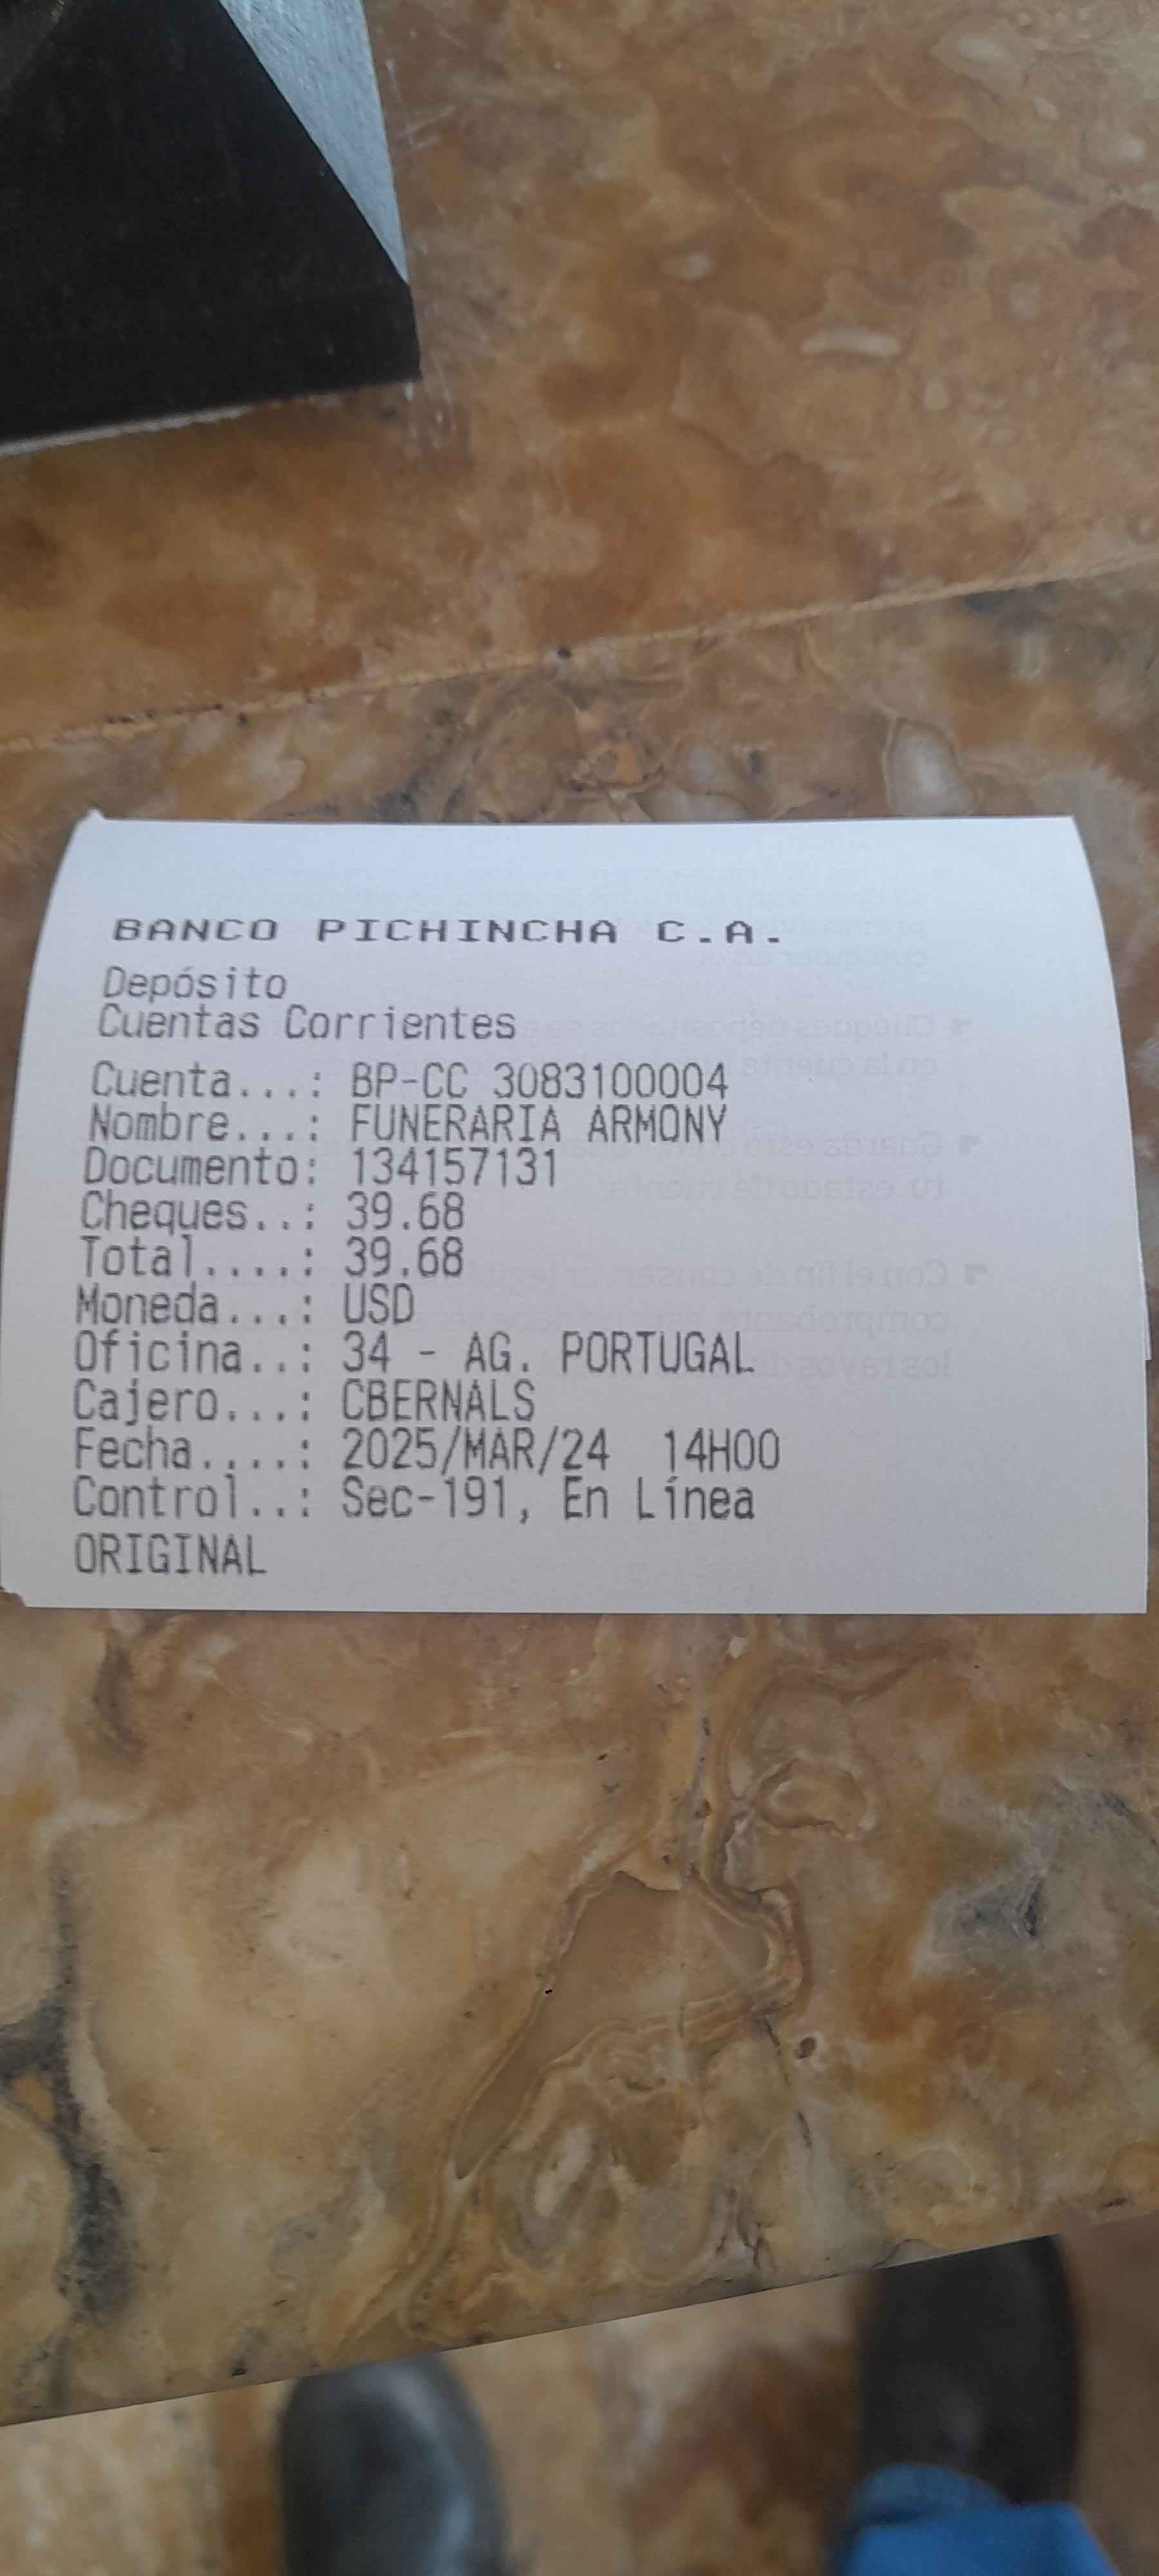 BANCO PICHINCHA C.A.
Depósito
Cuentas Corrientes
Cuenta...: BP-CC 3083100004
Nombre...: FUNERARIA ARMONY
Documento: 134157131
Cheques..: 39.68
Total....: 39.68
Moneda...: USD
Oficina..: 34 - AG. PORTUGAL
Cajero...: CBERNALS
Fecha....: 2025/MAR/24 14H00
Control..: Sec-191, En Línea
ORIGINAL